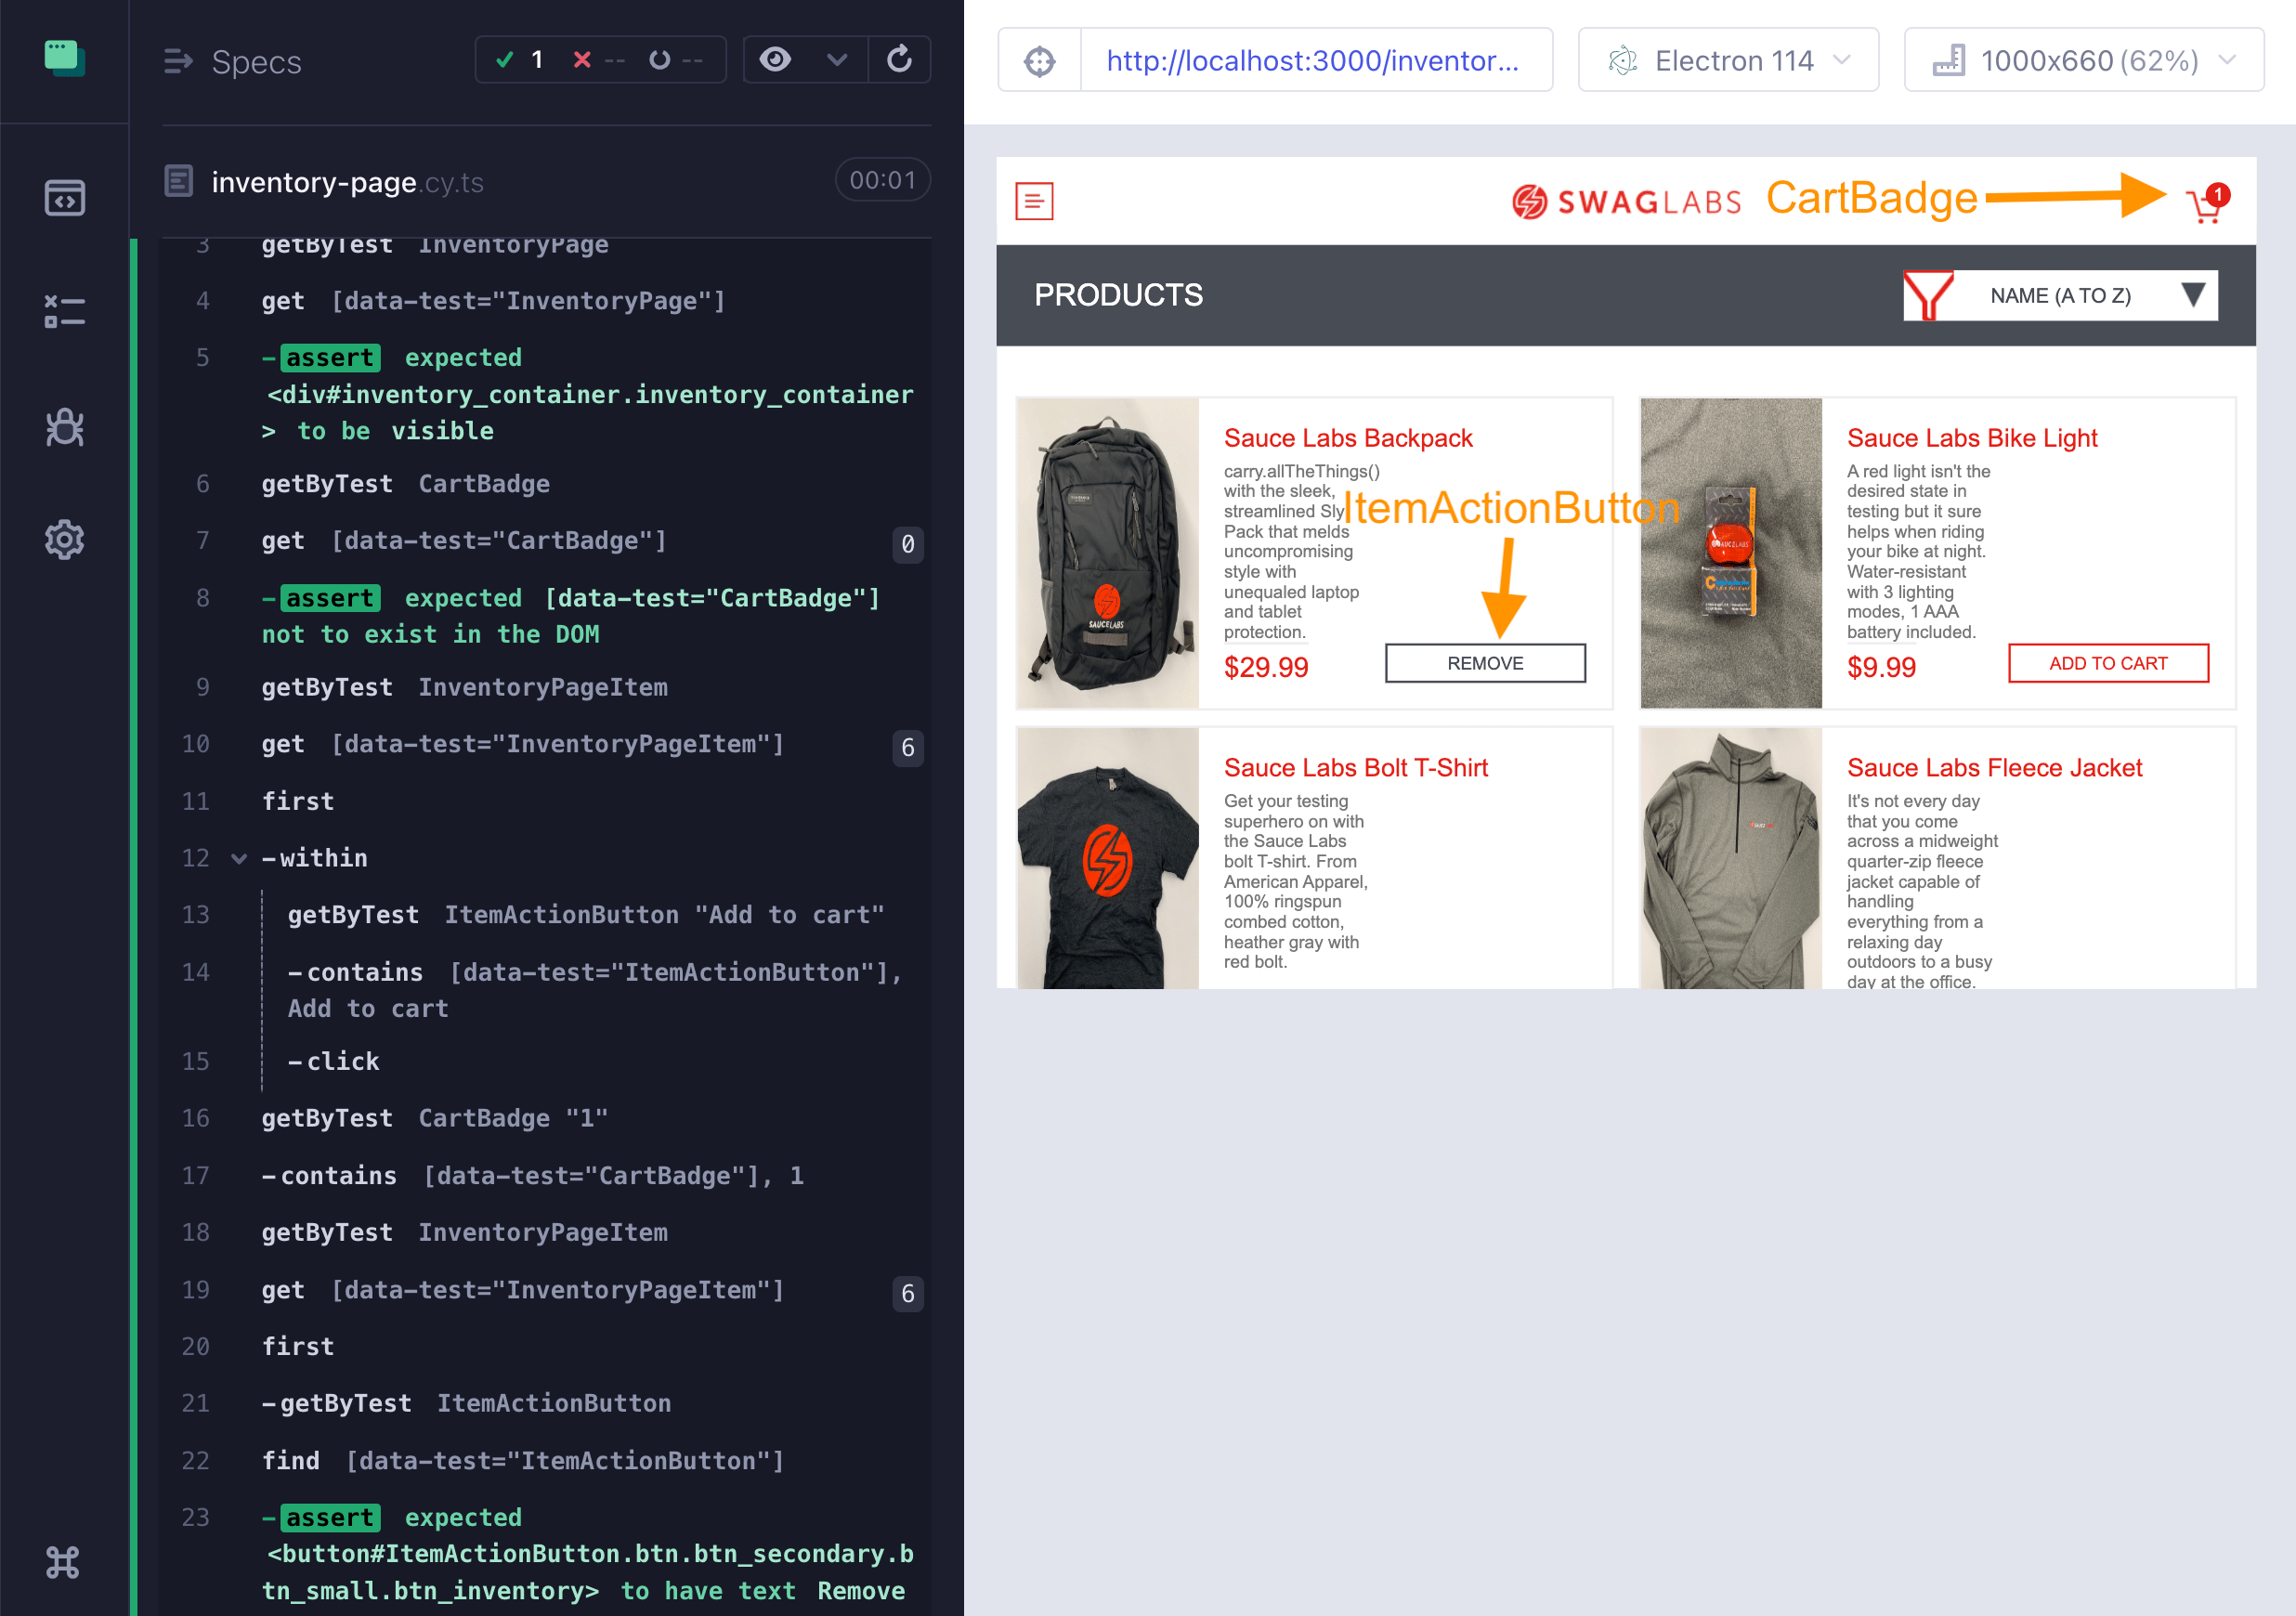 Specs
1
--
--
inventory-page.cy.ts
00:01
3 getByTest InventoryPage
4 get [data-test="InventoryPage"]
5 -assert expected
<div#inventory_container.inventory_container
> to be visible
6 getByTest CartBadge
7 get [data-test="CartBadge"] 0
8 -assert expected [data-test="CartBadge"]
not to exist in the DOM
9 getByTest InventoryPageItem
10 get [data-test="InventoryPageItem"] 6
11 first
12 -within
13 getByTest ItemActionButton "Add to cart"
14 -contains [data-test="ItemActionButton"],
Add to cart
15 -click
16 getByTest CartBadge "1"
17 -contains [data-test="CartBadge"], 1
18 getByTest InventoryPageItem
19 get [data-test="InventoryPageItem"] 6
20 first
21 -getByTest ItemActionButton
22 find [data-test="ItemActionButton"]
23 -assert expected
<button#ItemActionButton.btn.btn_secondary.b
tn_small.btn_inventory> to have text Remove
http://localhost:3000/inventor...
Electron 114
1000x660 (62%)
SWAGLABS
CartBadge
1
PRODUCTS
NAME (A TO Z)
Sauce Labs Backpack
carry.allTheThings()
with the sleek,
streamlined Sly
Pack that melds
uncompromising
style with
unequaled laptop
and tablet
protection.
$29.99
ItemActionButton
REMOVE
SAUCELABS
Sauce Labs Bike Light
A red light isn't the
desired state in
testing but it sure
helps when riding
your bike at night.
Water-resistant
with 3 lighting
modes, 1 AAA
battery included.
$9.99
ADD TO CART
SAUCELABS
Sauce Labs Bolt T-Shirt
Get your testing
superhero on with
the Sauce Labs
bolt T-shirt. From
American Apparel,
100% ringspun
combed cotton,
heather gray with
red bolt.
Sauce Labs Fleece Jacket
It's not every day
that you come
across a midweight
quarter-zip fleece
jacket capable of
handling
everything from a
relaxing day
outdoors to a busy
day at the office.